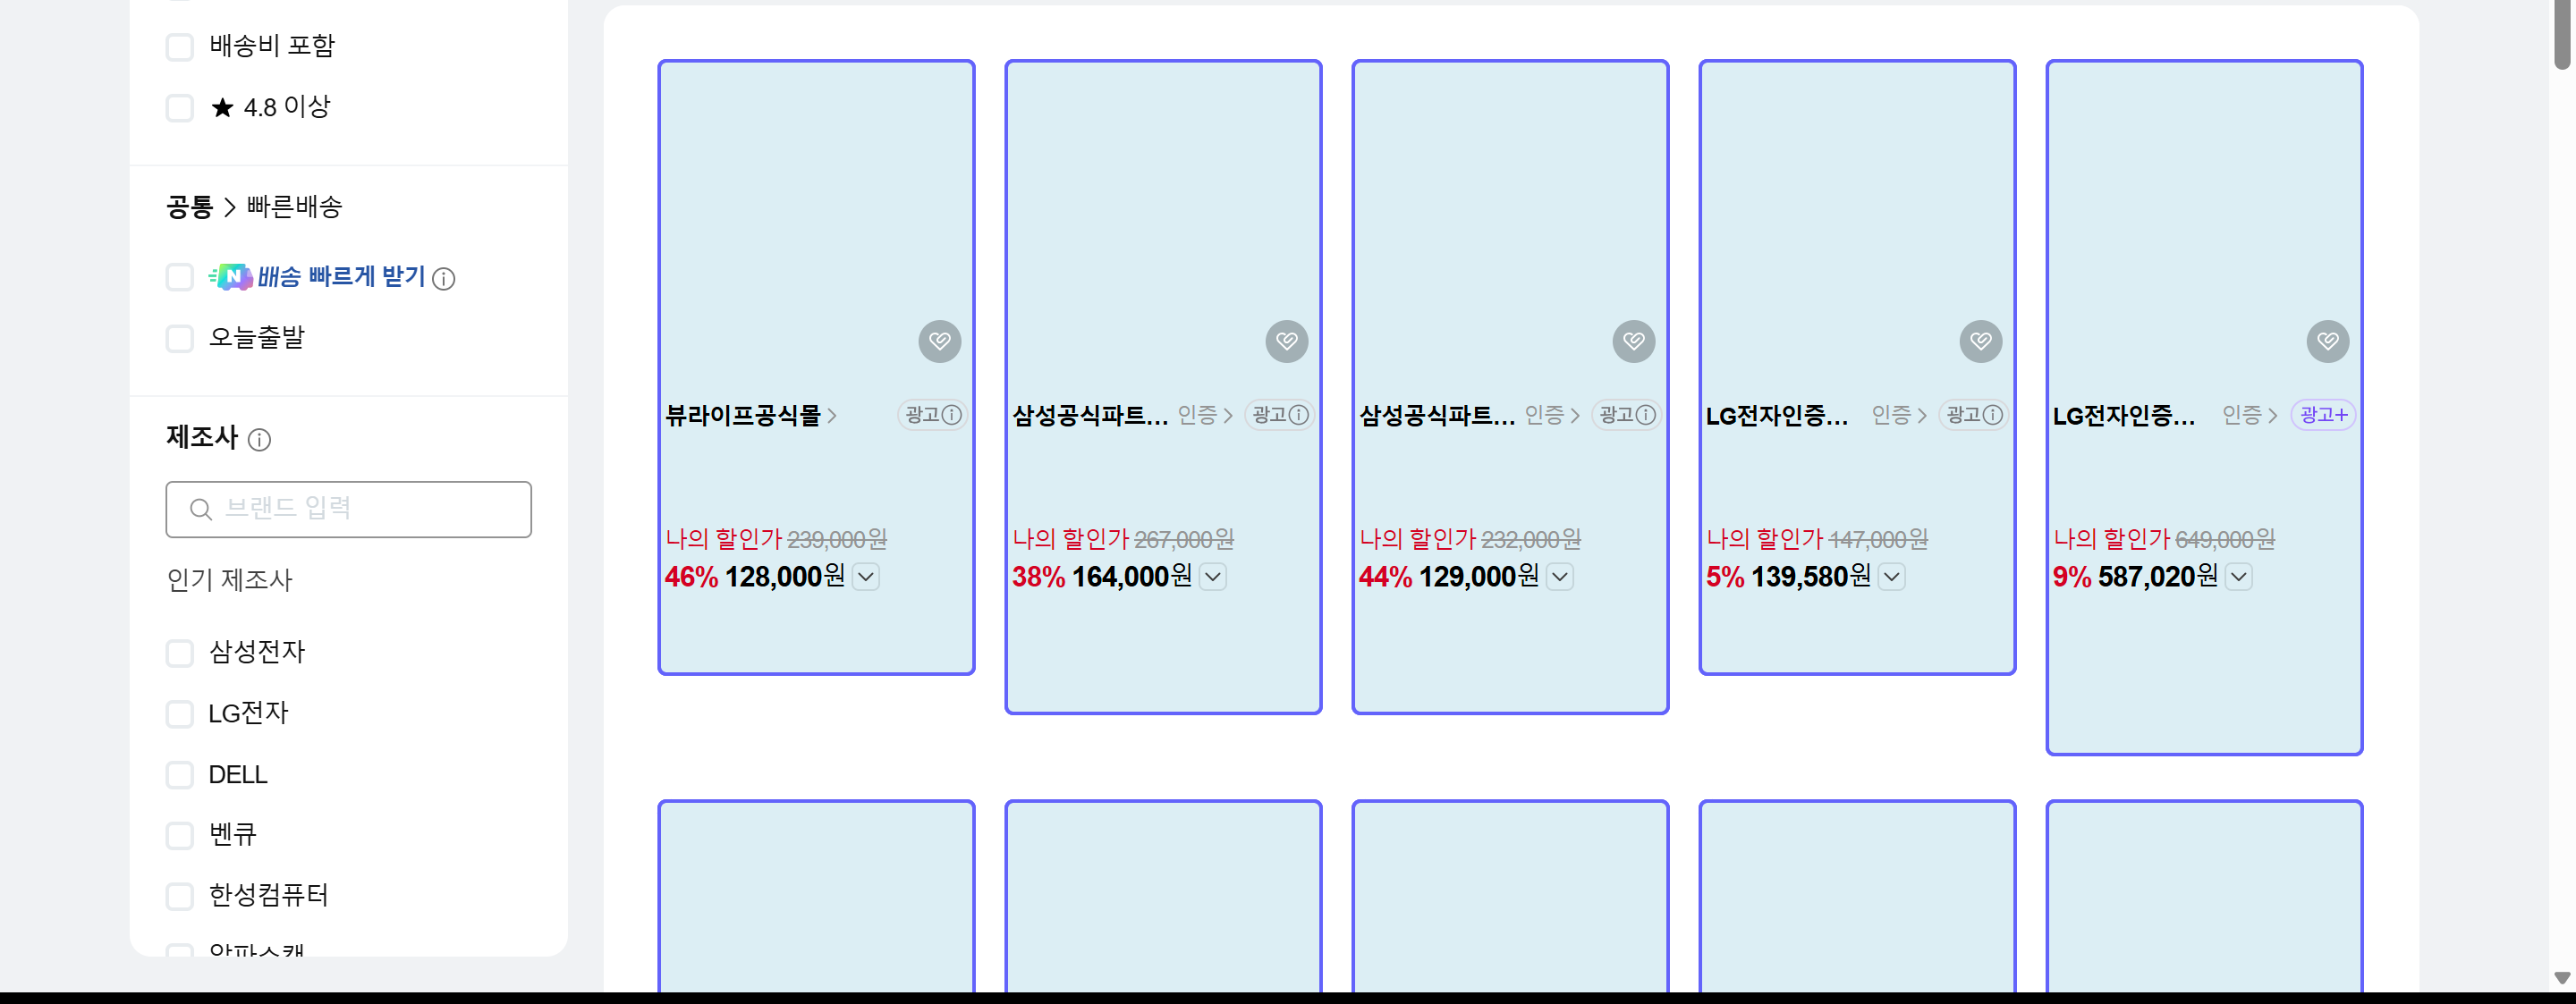 배송비 포함
★ 4.8 이상
공통 > 빠른배송
N 배송 빠르게 받기
오늘출발
제조사
브랜드 입력
인기 제조사
삼성전자
LG전자
DELL
벤큐
한성컴퓨터
알파스캔
뷰라이프공식몰 광고
나의 할인가 239,000원
46% 128,000원
삼성공식파트... 인증 광고
나의 할인가 267,000원
38% 164,000원
삼성공식파트... 인증 광고
나의 할인가 232,000원
44% 129,000원
LG전자인증... 인증 광고
나의 할인가 147,000원
5% 139,580원
LG전자인증... 인증 광고+
나의 할인가 649,000원
9% 587,020원